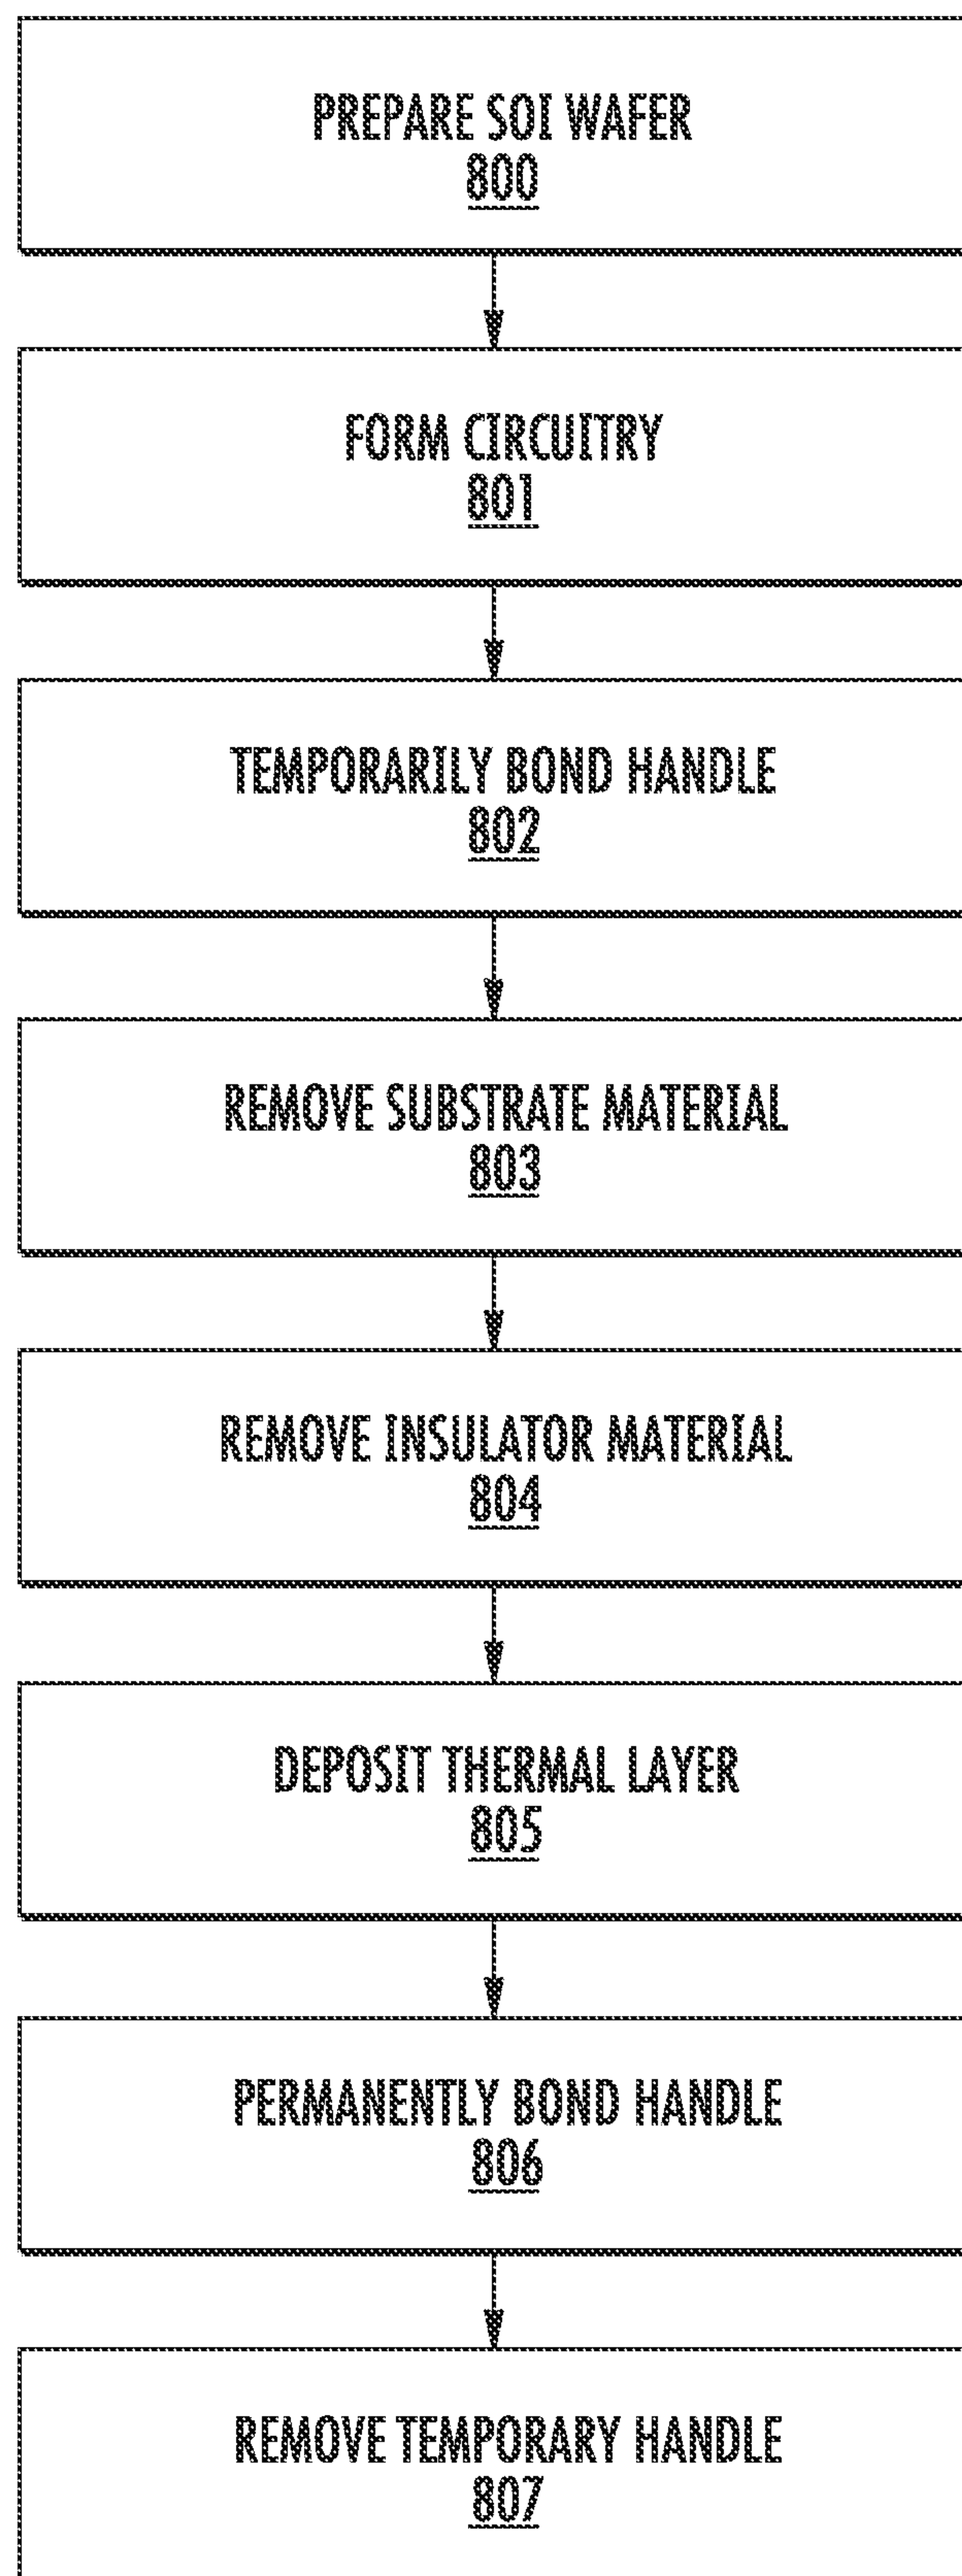 PREPARE SOI WAFER
800
FORM CIRCUITRY
801
TEMPORARILY BOND HANDLE
802
REMOVE SUBSTRATE MATERIAL
803
REMOVE INSULATOR MATERIAL
804
DEPOSIT THERMAL LAYER
805
PERMANENTLY BOND HANDLE
806
REMOVE TEMPORARY HANDLE
807